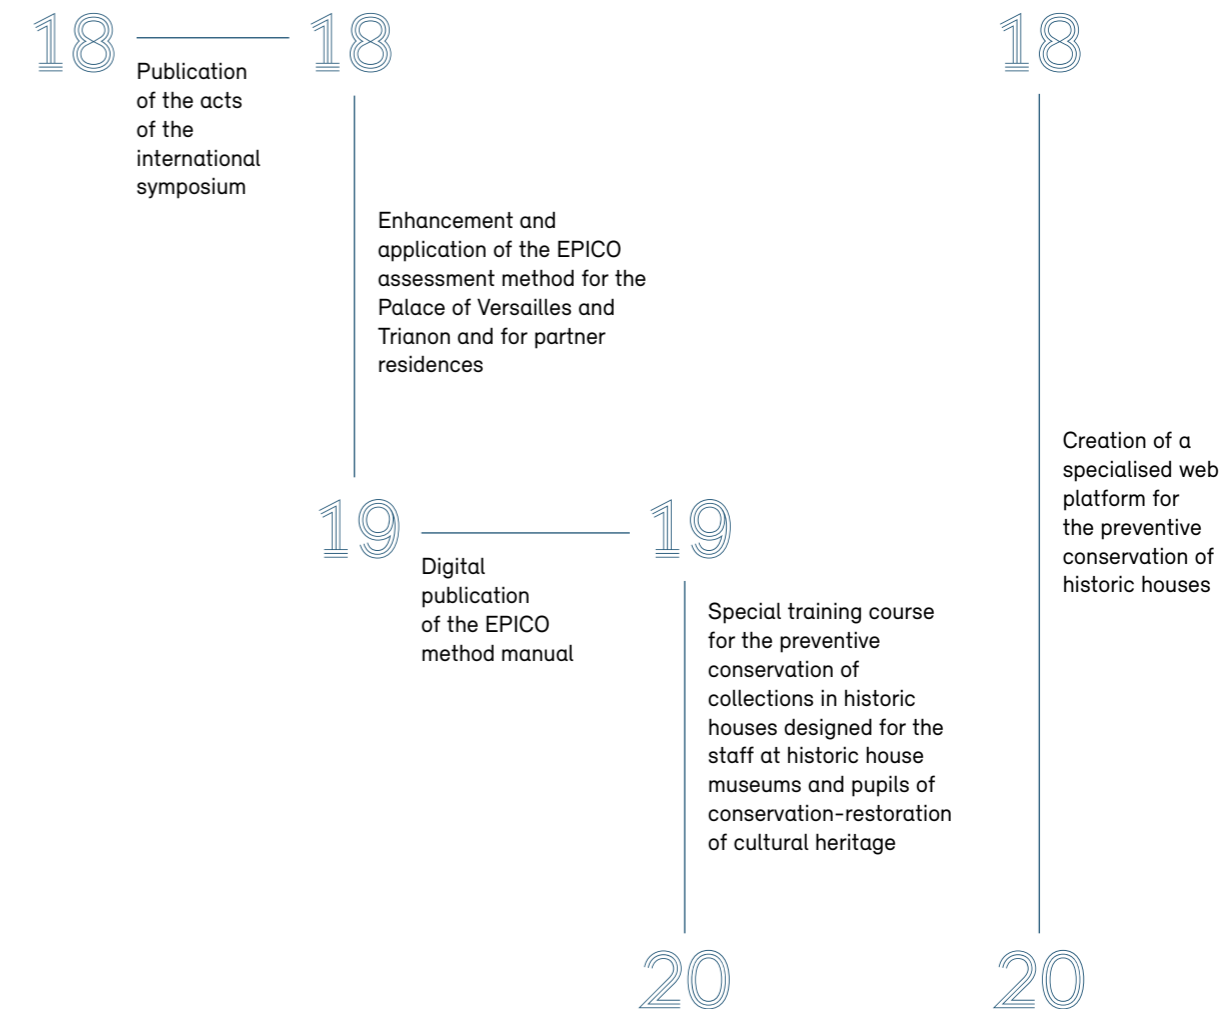 18
18
Publication
of the acts
of the
international
symposium
Enhancement and
application of the EPICO
assessment method for the
Palace of Versailles and
Trianon and for partner
residences
19
19
Digital
publication
of the EPICO
method manual
Special training course
for the preventive
conservation of
collections in historic
houses designed for the
staff at historic house
museums and pupils of
conservation-restoration
of cultural heritage
20
18
Creation of a
specialised web
platform for
the preventive
conservation of
historic houses
20